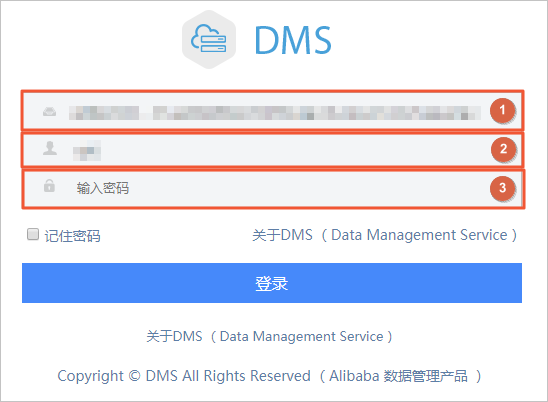 DMS
1
2
输入密码 3
记住密码 关于DMS（Data Management Service）
登录
关于DMS（Data Management Service）
Copyright © DMS All Rights Reserved（Alibaba 数据管理产品 ）